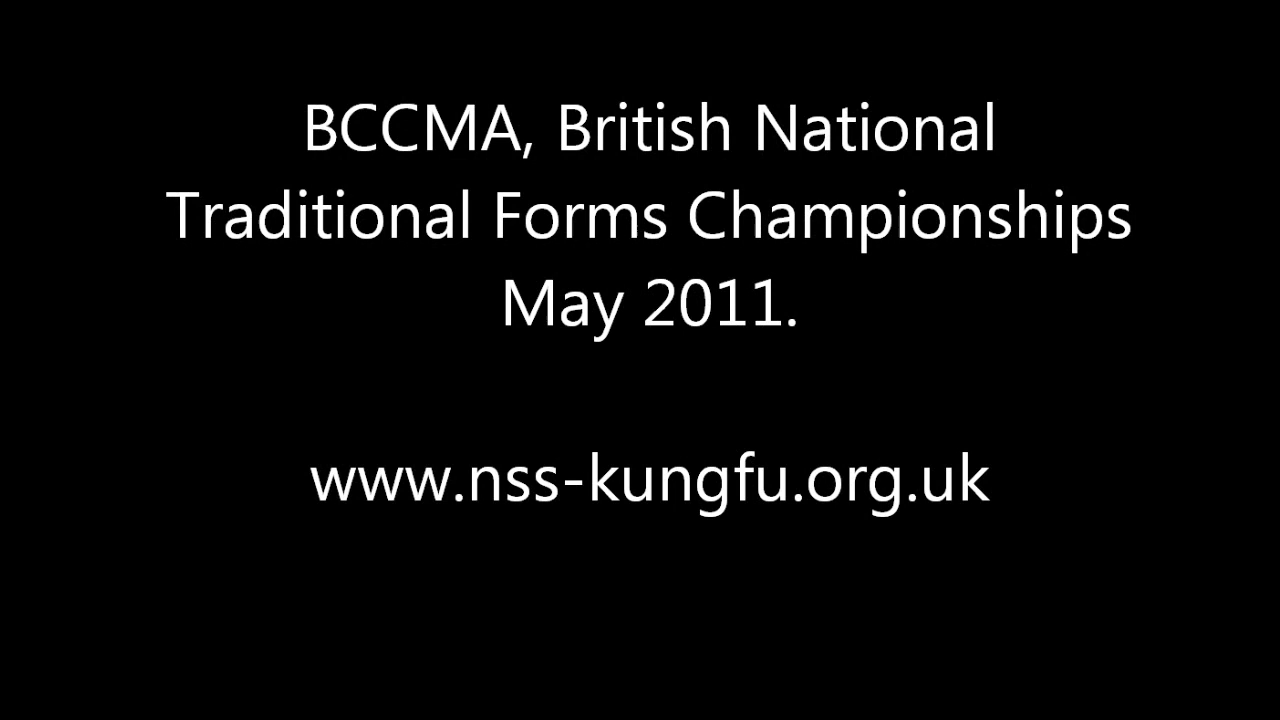 BCCMA, British National
Traditional Forms Championships
May 2011.
www.nss-kungfu.org.uk